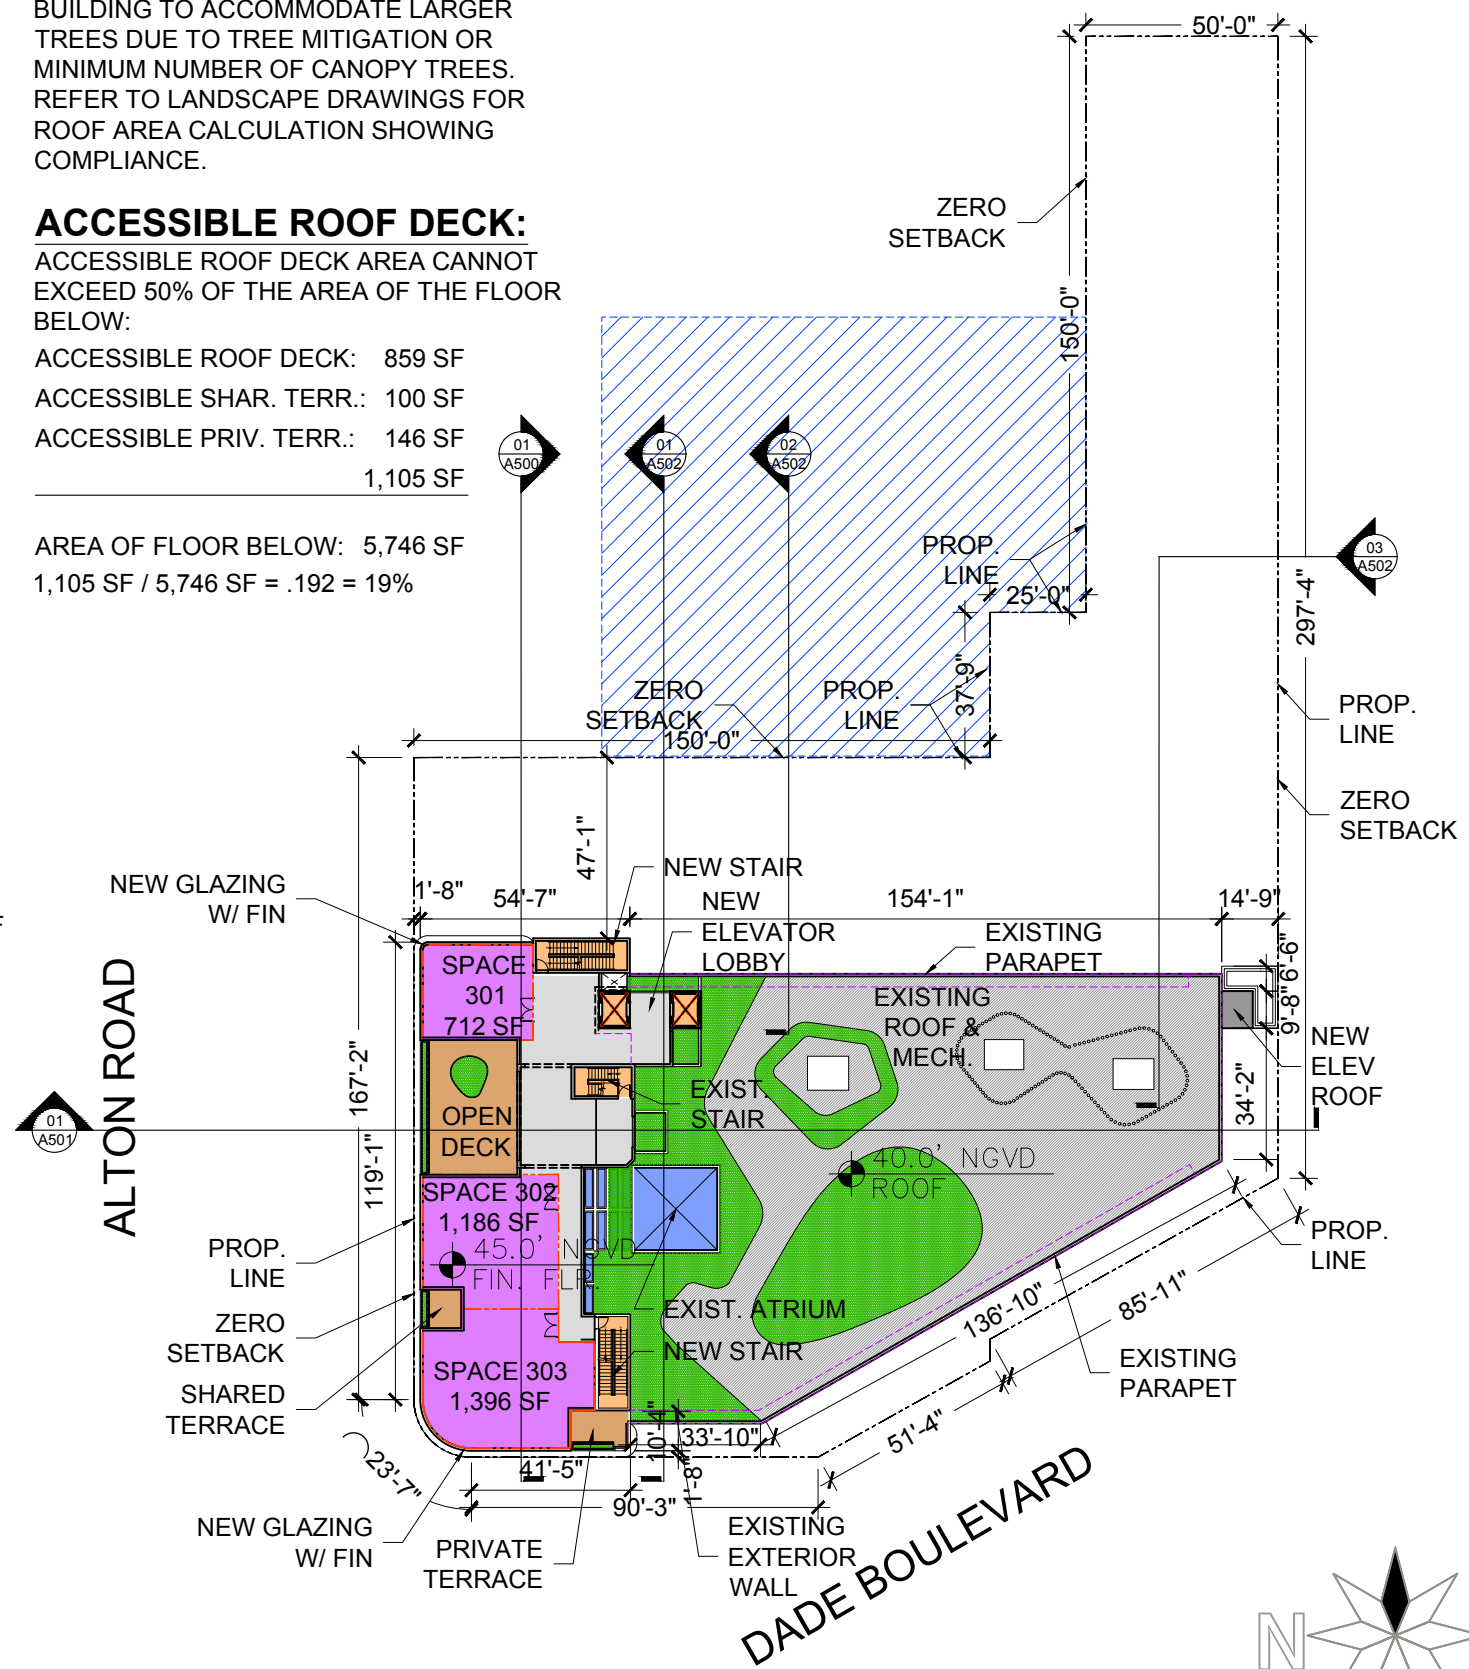 BUILDING TO ACCOMMODATE LARGER
TREES DUE TO TREE MITIGATION OR
MINIMUM NUMBER OF CANOPY TREES.
REFER TO LANDSCAPE DRAWINGS FOR
ROOF AREA CALCULATION SHOWING
COMPLIANCE.
ACCESSIBLE ROOF DECK:
ACCESSIBLE ROOF DECK AREA CANNOT
EXCEED 50% OF THE AREA OF THE FLOOR
BELOW:
ACCESSIBLE ROOF DECK: 859 SF
ACCESSIBLE SHAR. TERR.: 100 SF
ACCESSIBLE PRIV. TERR.: 146 SF
1,105 SF
AREA OF FLOOR BELOW: 5,746 SF
1,105 SF / 5,746 SF = .192 = 19%
50'-0"
ZERO
SETBACK
150'-0"
01
A500
01
A502
02
A502
03
A502
PROP.
LINE
25'-0"
297'-4"
37'-9"
ZERO
SETBACK
PROP.
LINE
150'-0"
PROP.
LINE
ZERO
SETBACK
47'-1"
NEW STAIR
NEW GLAZING
W/ FIN
1'-8"
54'-7"
NEW
ELEVATOR
LOBBY
154'-1"
14'-9"
EXISTING
PARAPET
6'-6"
9'-8"
SPACE
301
712 SF
EXISTING
ROOF &
MECH.
NEW
ELEV
ROOF
ALTON ROAD
167'-2"
119'-1"
34'-2"
01
A501
OPEN
DECK
EXIST.
STAIR
40.0' NGVD
ROOF
SPACE 302
1,186 SF
45.0' NGVD
FIN. FLR.
PROP.
LINE
PROP.
LINE
EXIST. ATRIUM
136'-10"
85'-11"
ZERO
SETBACK
NEW STAIR
SHARED
TERRACE
SPACE 303
1,396 SF
EXISTING
PARAPET
10'-4"
33'-10"
51'-4"
23'-7"
41'-5"
1'-8"
90'-3"
NEW GLAZING
W/ FIN
PRIVATE
TERRACE
EXISTING
EXTERIOR
WALL
DADE BOULEVARD
N